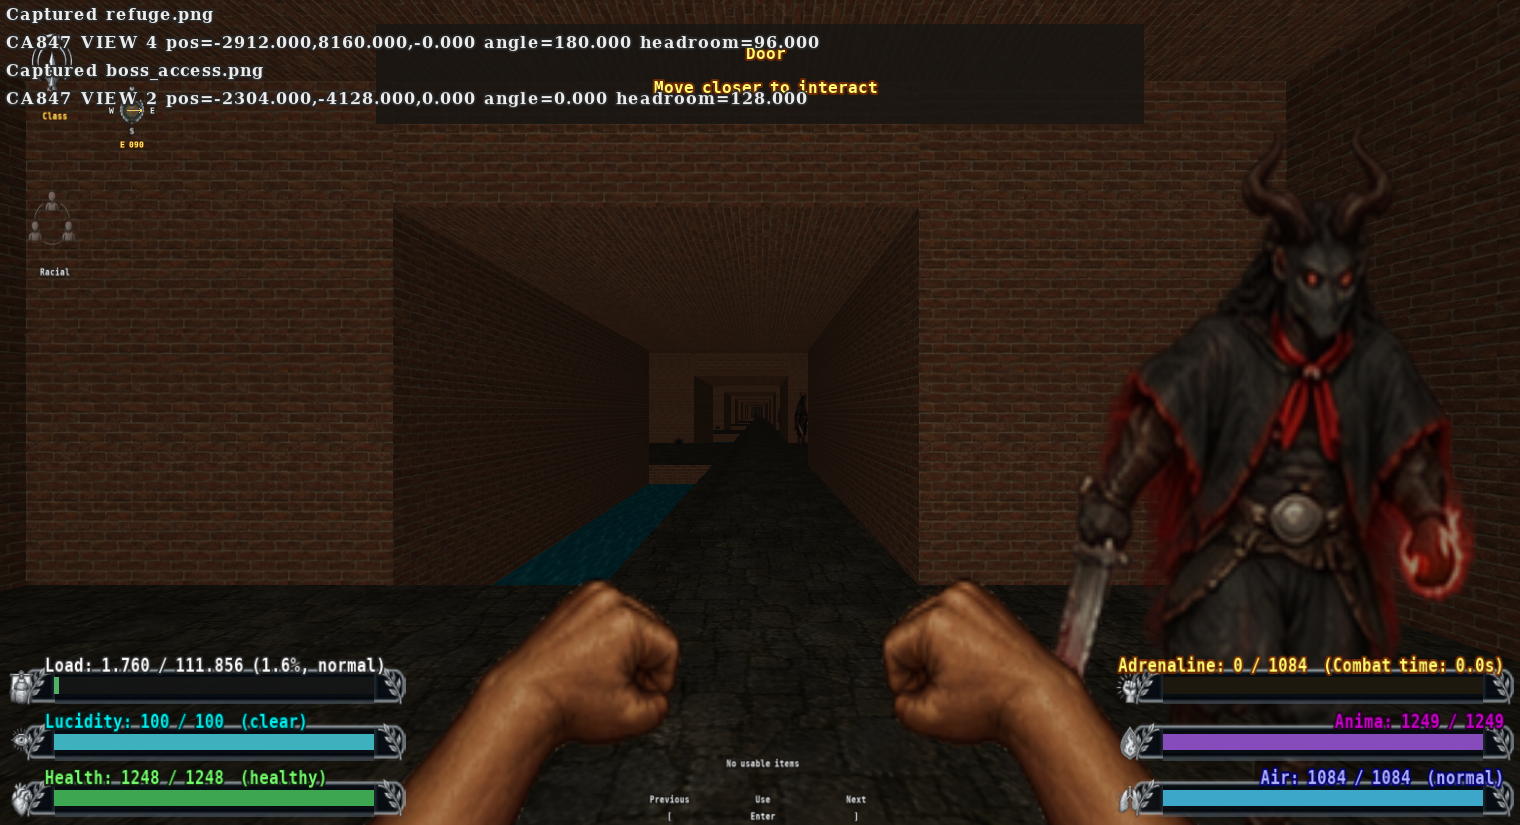 Captured refuge.png
CA847 VIEW 4 pos=-2912.000,8160.000,-0.000 angle=180.000 headroom=96.000
Door
Captured boss_access.png
Move closer to interact
CA847 VIEW 2 pos=-2304.000,-4128.000,0.000 angle=0.000 headroom=128.000
W E
Class
S
E 090
Racial
Load: 1.760 / 111.856 (1.6%, normal)
Adrenaline: 0 / 1084 (Combat time: 0.0s)
Lucidity: 100 / 100 (clear)
Anima: 1249 / 1249
No usable items
Health: 1248 / 1248 (healthy)
Air: 1084 / 1084 (normal)
Previous Use Next
[ Enter ]